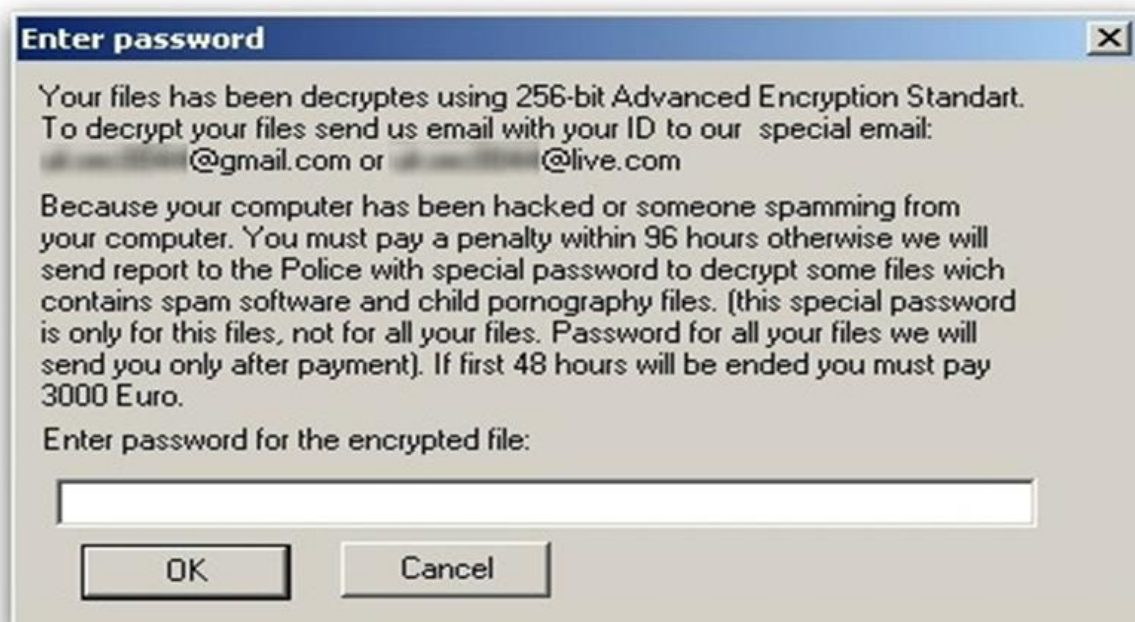 Enter password
Your files has been decryptes using 256-bit Advanced Encryption Standart.
To decrypt your files send us email with your ID to our special email:
@gmail.com or @live.com
Because your computer has been hacked or someone spamming from
your computer. You must pay a penalty within 96 hours otherwise we will
send report to the Police with special password to decrypt some files wich
contains spam software and child pornography files. (this special password
is only for this files, not for all your files. Password for all your files we will
send you only after payment). If first 48 hours will be ended you must pay
3000 Euro.
Enter password for the encrypted file:
OK
Cancel